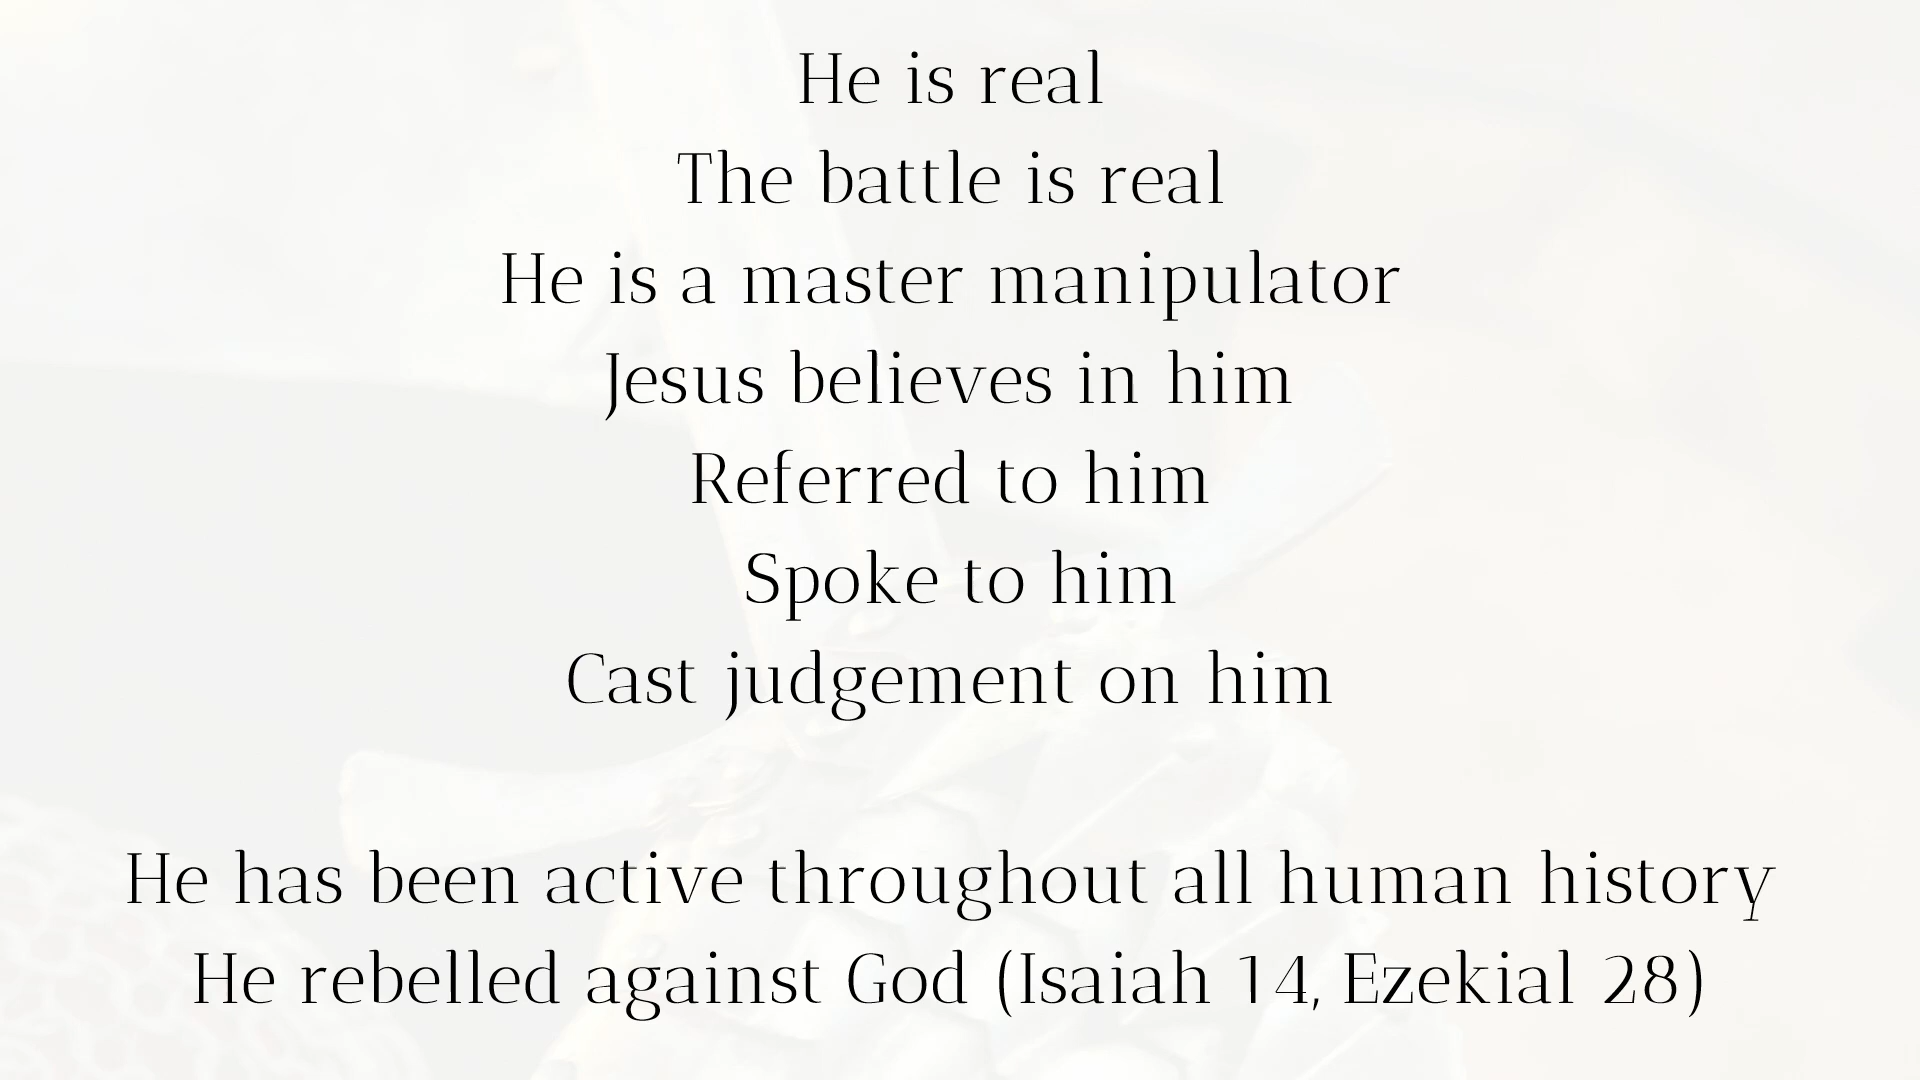 He is real
The battle is real
He is a master manipulator
Jesus believes in him
Referred to him
Spoke to him
Cast judgement on him
He has been active throughout all human history
He rebelled against God (Isaiah 14, Ezekial 28)